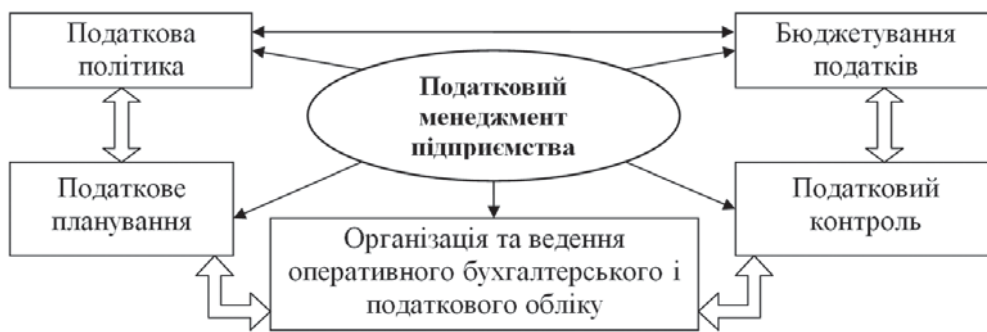 Податкова
політика
Бюджетування
податків
Податковий
менеджмент
підприємства
Податкове
планування
Податковий
контроль
Організація та ведення
оперативного бухгалтерського і
податкового обліку